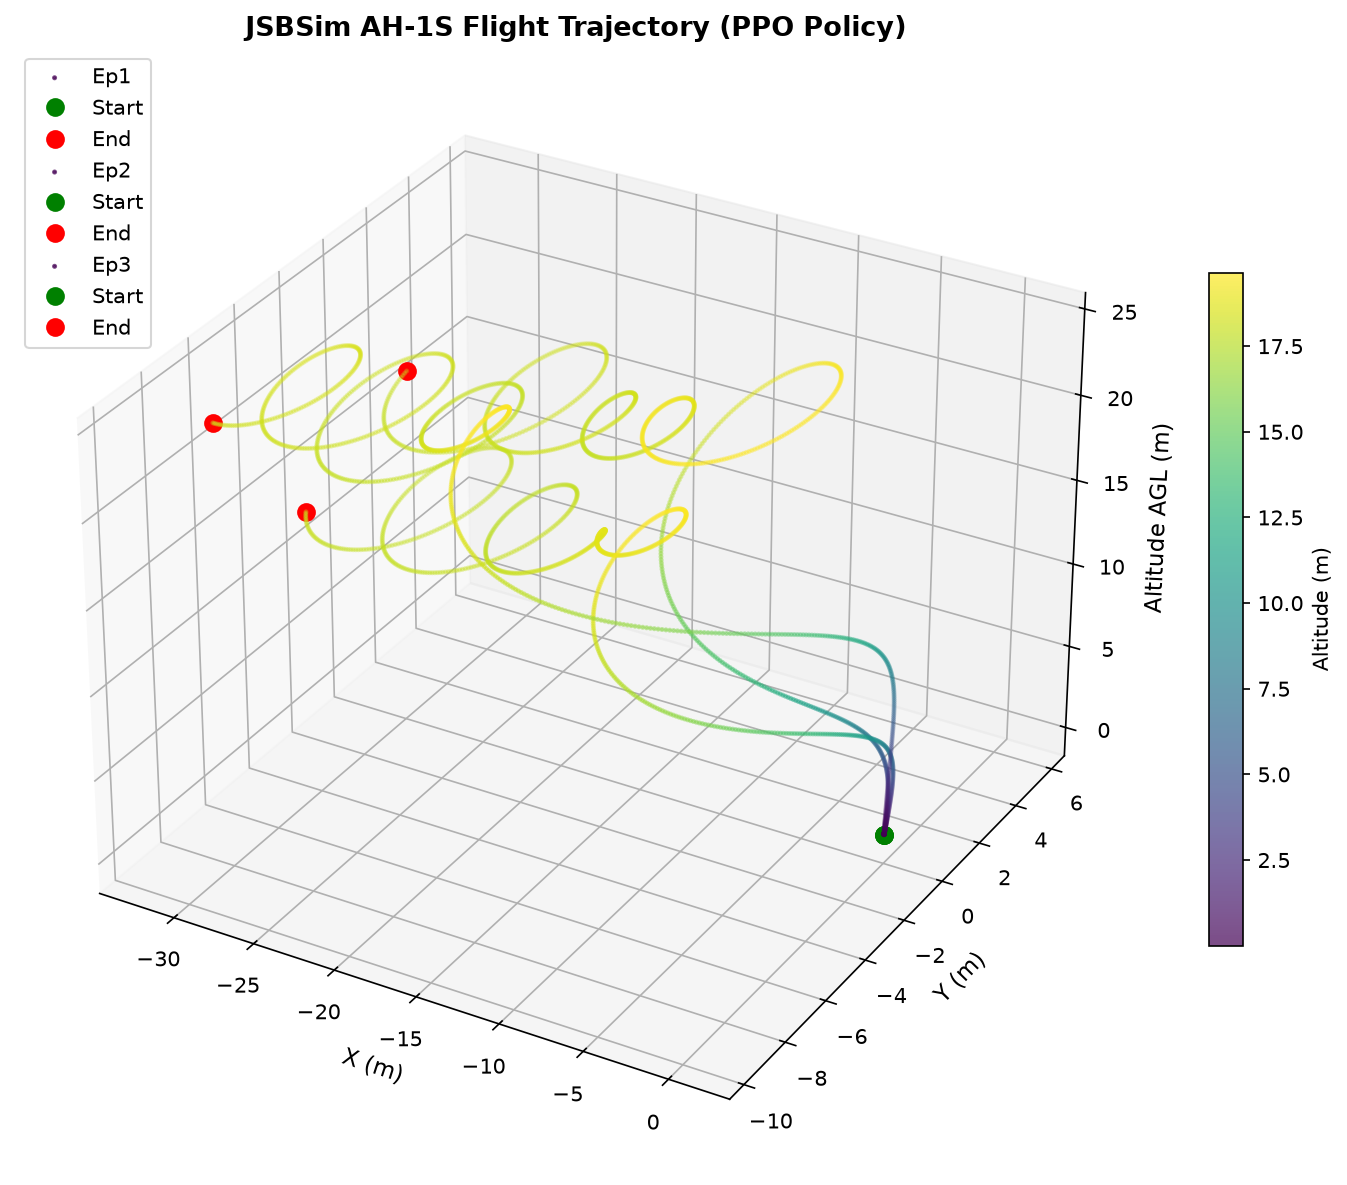 JSBSim AH-1S Flight Trajectory (PPO Policy)
Ep1
Start
End
Ep2
Start
End
Ep3
Start
End
25
20
15
10
5
0
Altitude AGL (m)
17.5
15.0
12.5
10.0
7.5
5.0
2.5
Altitude (m)
6
4
2
0
−2
−4
−6
−8
−10
Y (m)
−30
−25
−20
−15
−10
−5
0
X (m)